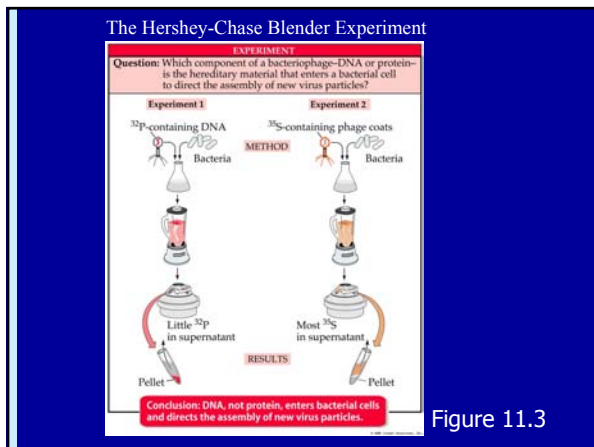 The Hershey-Chase Blender Experiment
EXPERIMENT
Question: Which component of a bacteriophage–DNA or protein–
is the hereditary material that enters a bacterial cell
to direct the assembly of new virus particles?
Experiment 1
³²P-containing DNA
Bacteria
METHOD
Experiment 2
³⁵S-containing phage coats
Bacteria
Little ³²P
in supernatant
Most ³⁵S
in supernatant
RESULTS
Pellet
Pellet
Conclusion: DNA, not protein, enters bacterial cells
and directs the assembly of new virus particles.
Figure 11.3